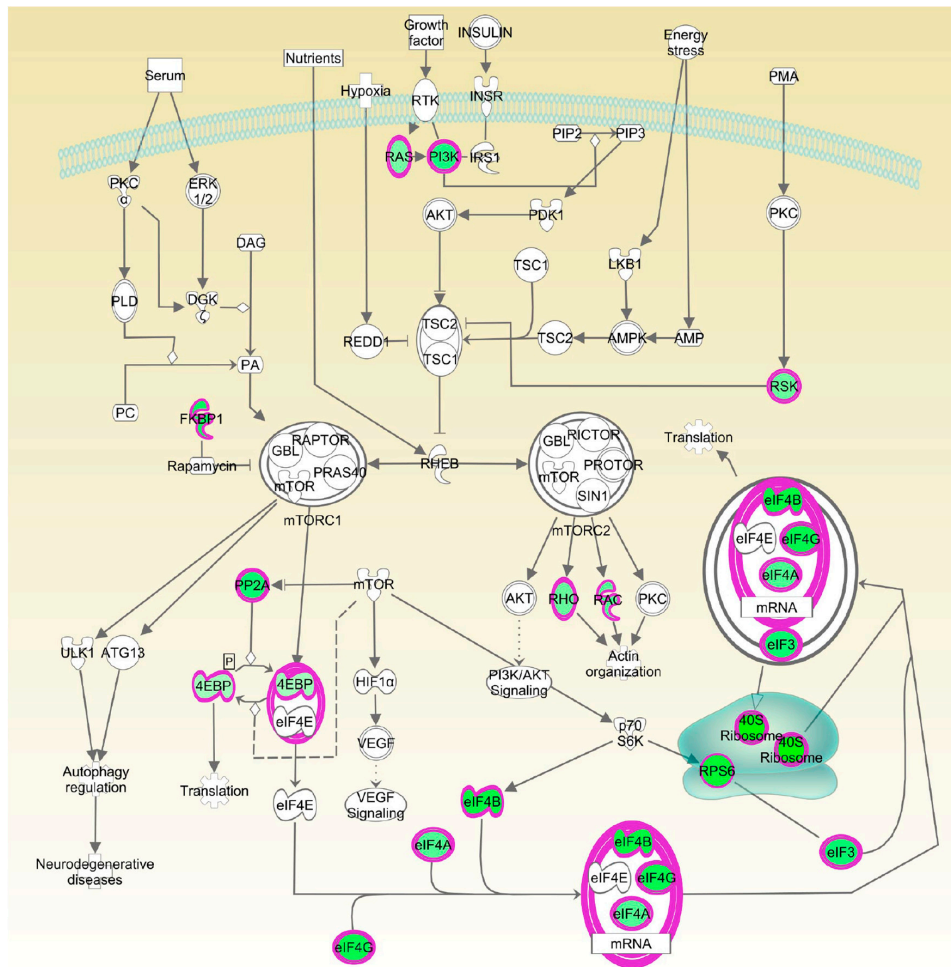 Growth
factor
INSULIN
Energy
stress
Nutrients
Serum
Hypoxia
RTK
INSR
PMA
PIP2
PIP3
RAS
PI3K
IRS1
PKC
α
ERK
1/2
AKT
PDK1
PKC
DAG
TSC1
LKB1
PLD
DGK
ζ
TSC2
REDD1
TSC2
AMPK
AMP
TSC1
PA
RSK
PC
FKBP1
RAPTOR
GBL
PRAS40
mTOR
Rapamycin
RHEB
RICTOR
GBL
PROTOR
mTOR
SIN1
Translation
mTORC1
mTORC2
eIF4B
eIF4E
eIF4G
eIF4A
mRNA
eIF3
PP2A
mTOR
AKT
RHO
RAC
PKC
ULK1
ATG13
P
4EBP
4EBP
eIF4E
HIF1α
PI3K/AKT
Signaling
Actin
organization
VEGF
p70
S6K
40S
Ribosome
40S
Ribosome
RPS6
Autophagy
regulation
Translation
eIF4E
VEGF
Signaling
eIF4B
Neurodegenerative
diseases
eIF4A
eIF3
eIF4B
eIF4E
eIF4G
eIF4A
mRNA
eIF4G